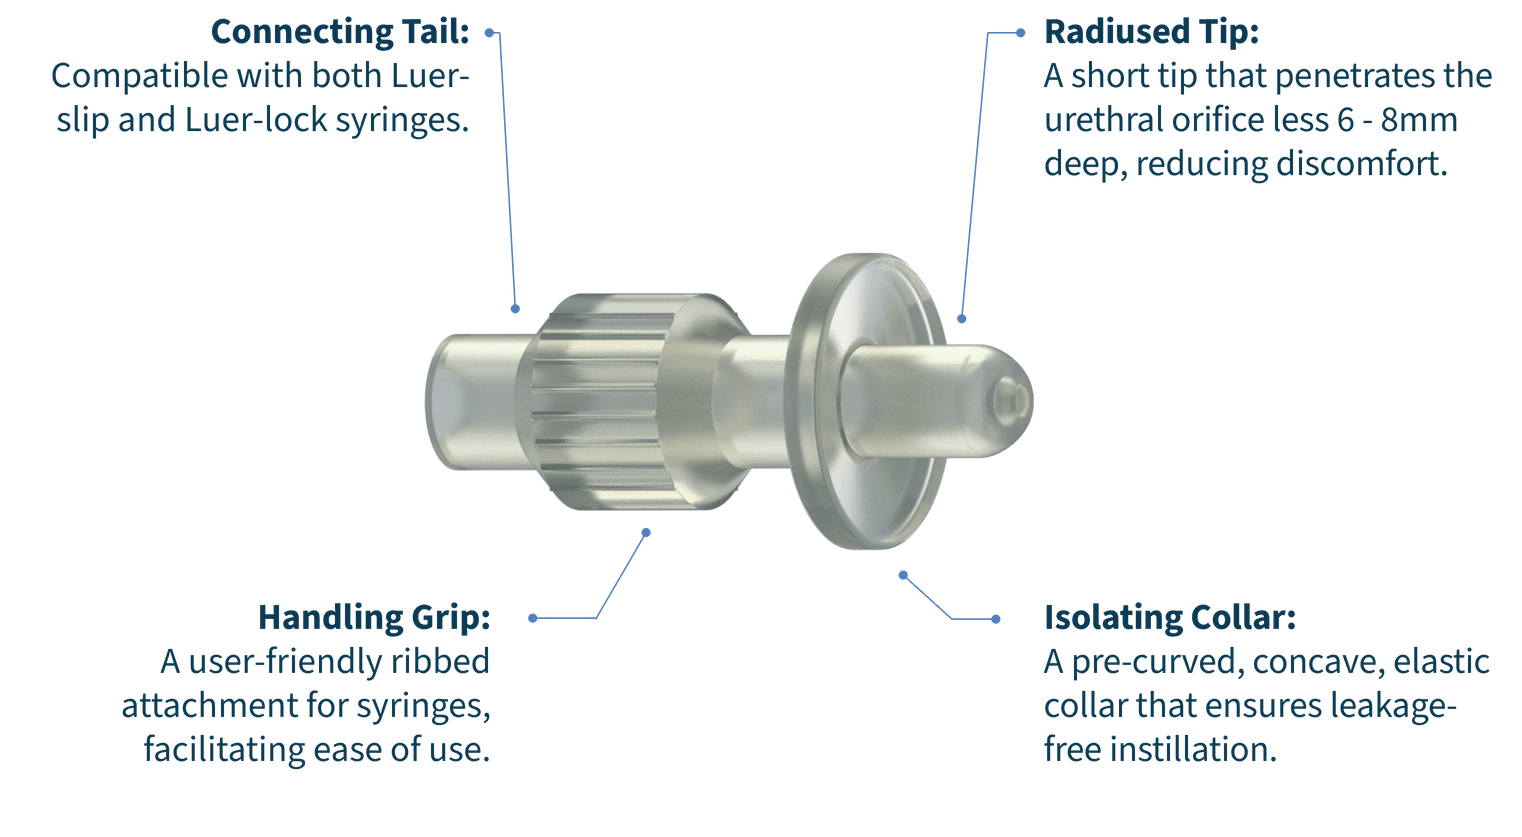 Connecting Tail:
Compatible with both Luer-
slip and Luer-lock syringes.
Radiused Tip:
A short tip that penetrates the
urethral orifice less 6 - 8mm
deep, reducing discomfort.
Handling Grip:
A user-friendly ribbed
attachment for syringes,
facilitating ease of use.
Isolating Collar:
A pre-curved, concave, elastic
collar that ensures leakage-
free instillation.